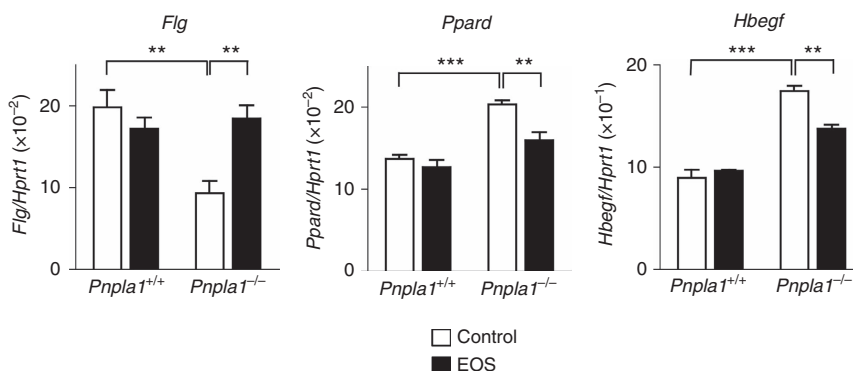 Flg
**
**
Flg/Hprt1 (×10⁻²)
20
10
0
Pnpla1⁺/⁺
Pnpla1⁻/⁻
Ppard
***
**
Ppard/Hprt1 (×10⁻²)
20
10
0
Pnpla1⁺/⁺
Pnpla1⁻/⁻
Hbegf
***
**
Hbegf/Hprt1 (×10⁻¹)
20
10
0
Pnpla1⁺/⁺
Pnpla1⁻/⁻
Control
EOS